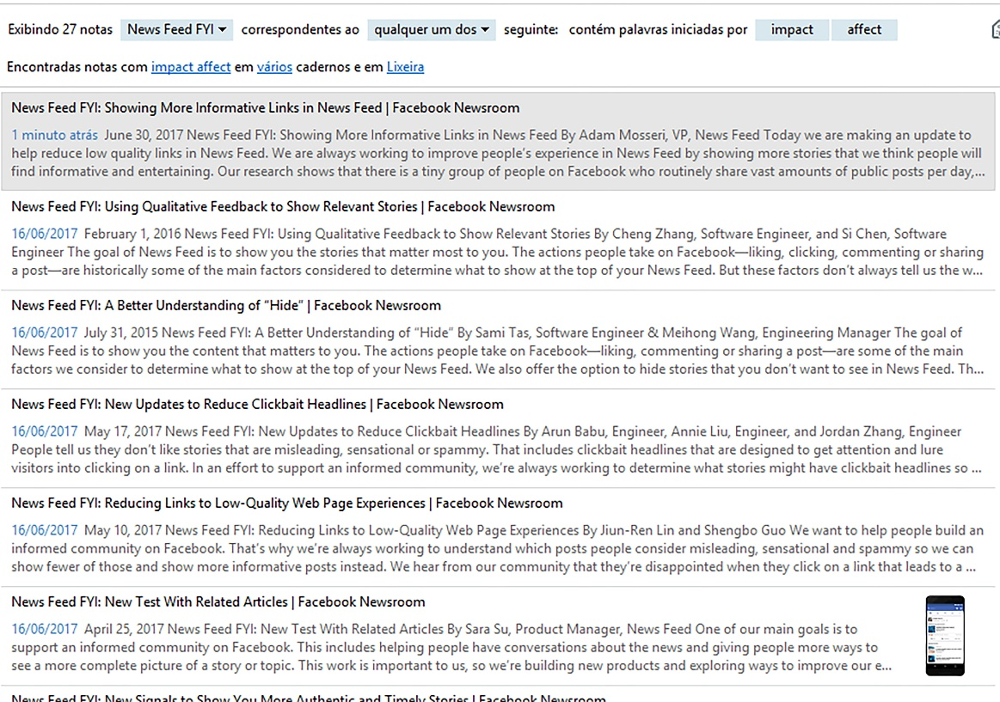 Exibindo 27 notas News Feed FYI correspondentes ao qualquer um dos seguinte: contém palavras iniciadas por impact affect
Encontradas notas com impact affect em vários cadernos e em Lixeira
News Feed FYI: Showing More Informative Links in News Feed | Facebook Newsroom
1 minuto atrás June 30, 2017 News Feed FYI: Showing More Informative Links in News Feed By Adam Mosseri, VP, News Feed Today we are making an update to
help reduce low quality links in News Feed. We are always working to improve people's experience in News Feed by showing more stories that we think people will
find informative and entertaining. Our research shows that there is a tiny group of people on Facebook who routinely share vast amounts of public posts per day,...
News Feed FYI: Using Qualitative Feedback to Show Relevant Stories | Facebook Newsroom
16/06/2017 February 1, 2016 News Feed FYI: Using Qualitative Feedback to Show Relevant Stories By Cheng Zhang, Software Engineer, and Si Chen, Software
Engineer The goal of News Feed is to show you the stories that matter most to you. The actions people take on Facebook—liking, clicking, commenting or sharing
a post—are historically some of the main factors considered to determine what to show at the top of your News Feed. But these factors don't always tell us the w...
News Feed FYI: A Better Understanding of “Hide” | Facebook Newsroom
16/06/2017 July 31, 2015 News Feed FYI: A Better Understanding of “Hide” By Sami Tas, Software Engineer & Meihong Wang, Engineering Manager The goal of
News Feed is to show you the content that matters to you. The actions people take on Facebook—liking, commenting or sharing a post—are some of the main
factors we consider to determine what to show at the top of your News Feed. We also offer the option to hide stories that you don't want to see in News Feed. Th...
News Feed FYI: New Updates to Reduce Clickbait Headlines | Facebook Newsroom
16/06/2017 May 17, 2017 News Feed FYI: New Updates to Reduce Clickbait Headlines By Arun Babu, Engineer, Annie Liu, Engineer, and Jordan Zhang, Engineer
People tell us they don't like stories that are misleading, sensational or spammy. That includes clickbait headlines that are designed to get attention and lure
visitors into clicking on a link. In an effort to support an informed community, we're always working to determine what stories might have clickbait headlines so ...
News Feed FYI: Reducing Links to Low-Quality Web Page Experiences | Facebook Newsroom
16/06/2017 May 10, 2017 News Feed FYI: Reducing Links to Low-Quality Web Page Experiences By Jiun-Ren Lin and Shengbo Guo We want to help people build an
informed community on Facebook. That's why we're always working to understand which posts people consider misleading, sensational and spammy so we can
show fewer of those and show more informative posts instead. We hear from our community that they're disappointed when they click on a link that leads to a ...
News Feed FYI: New Test With Related Articles | Facebook Newsroom
16/06/2017 April 25, 2017 News Feed FYI: New Test With Related Articles By Sara Su, Product Manager, News Feed One of our main goals is to
support an informed community on Facebook. This includes helping people have conversations about the news and giving people more ways to
see a more complete picture of a story or topic. This work is important to us, so we're building new products and exploring ways to improve our e...
News Feed FYI: New Signals to Show You More Authentic and Timely Stories | Facebook Newsroom